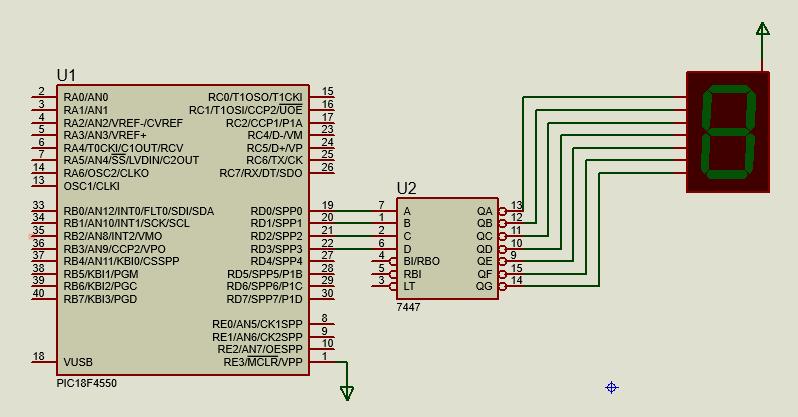 U1
2 RA0/AN0 RC0/T1OSO/T1CKI 15
3 RA1/AN1 RC1/T1OSI/CCP2/UOE 16
4 RA2/AN2/VREF-/CVREF RC2/CCP1/P1A 17
5 RA3/AN3/VREF+ RC4/D-/VM 23
6 RA4/T0CKI/C1OUT/RCV RC5/D+/VP 24
7 RA5/AN4/SS/LVDIN/C2OUT RC6/TX/CK 25
14 RA6/OSC2/CLKO RC7/RX/DT/SDO 26
13 OSC1/CLKI
U2
33 RB0/AN12/INT0/FLT0/SDI/SDA RD0/SPP0 19 7 A QA 13
34 RB1/AN10/INT1/SCK/SCL RD1/SPP1 20 1 B QB 12
35 RB2/AN8/INT2/VMO RD2/SPP2 21 2 C QC 11
36 RB3/AN9/CCP2/VPO RD3/SPP3 22 6 D QD 10
37 RB4/AN11/KBI0/CSSPP RD4/SPP4 27 4 BI/RBO QE 9
38 RB5/KBI1/PGM RD5/SPP5/P1B 28 5 RBI QF 15
39 RB6/KBI2/PGC RD6/SPP6/P1C 29 3 LT QG 14
40 RB7/KBI3/PGD RD7/SPP7/P1D 30
7447
RE0/AN5/CK1SPP 8
RE1/AN6/CK2SPP 9
RE2/AN7/OESPP 10
18 VUSB RE3/MCLR/VPP 1
PIC18F4550